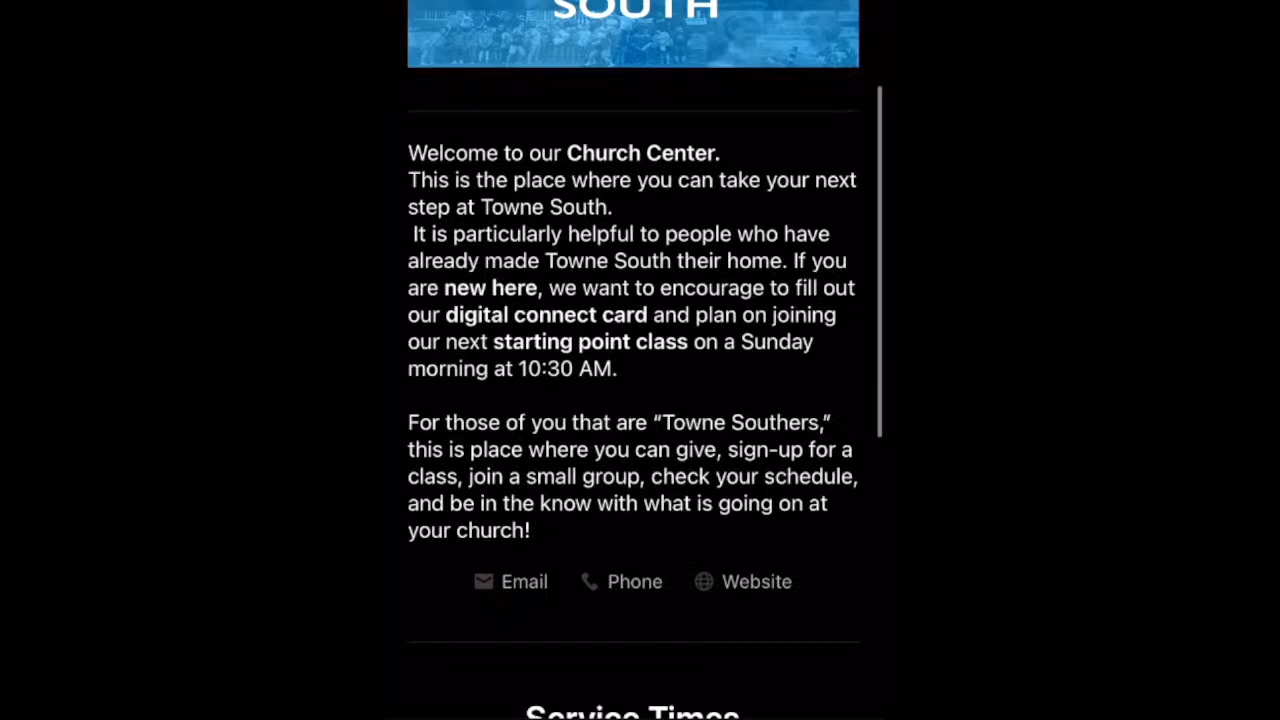 SOUTH
Welcome to our Church Center.
This is the place where you can take your next
step at Towne South.
It is particularly helpful to people who have
already made Towne South their home. If you
are new here, we want to encourage to fill out
our digital connect card and plan on joining
our next starting point class on a Sunday
morning at 10:30 AM.
For those of you that are “Towne Southers,”
this is place where you can give, sign-up for a
class, join a small group, check your schedule,
and be in the know with what is going on at
your church!
Email Phone Website
Service Times